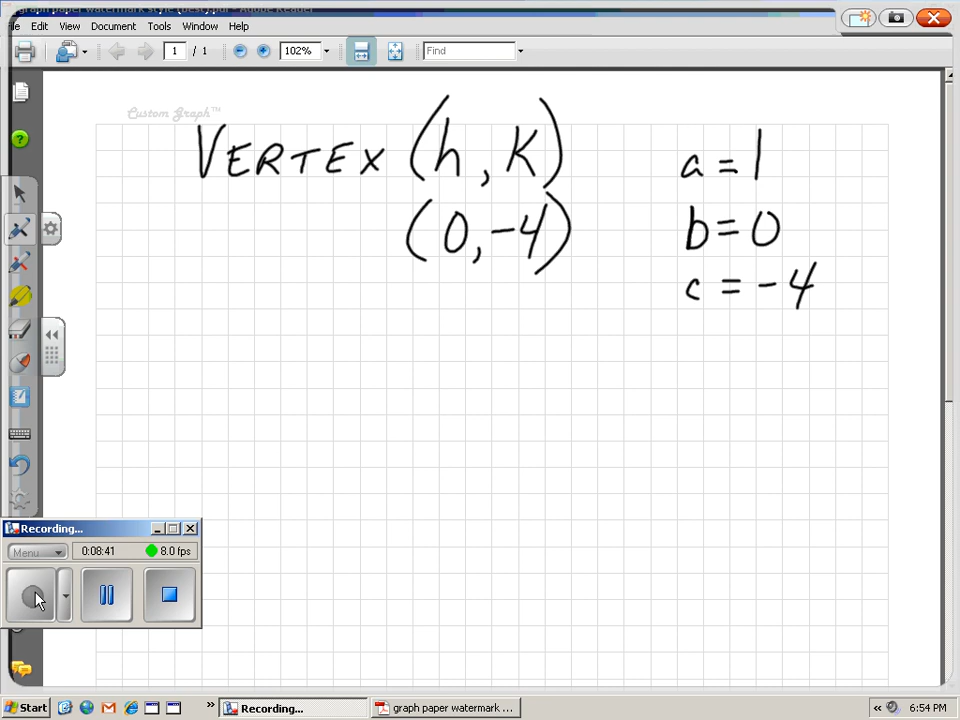 File Edit View Document Tools Window Help
1 / 1 102% Find
Custom Graph™
VERTEX (h, K)
(0, -4)
a = 1
b = 0
c = -4
Recording...
Menu 0:08:41 8.0 fps
Start Recording... graph paper watermark ... 6:54 PM